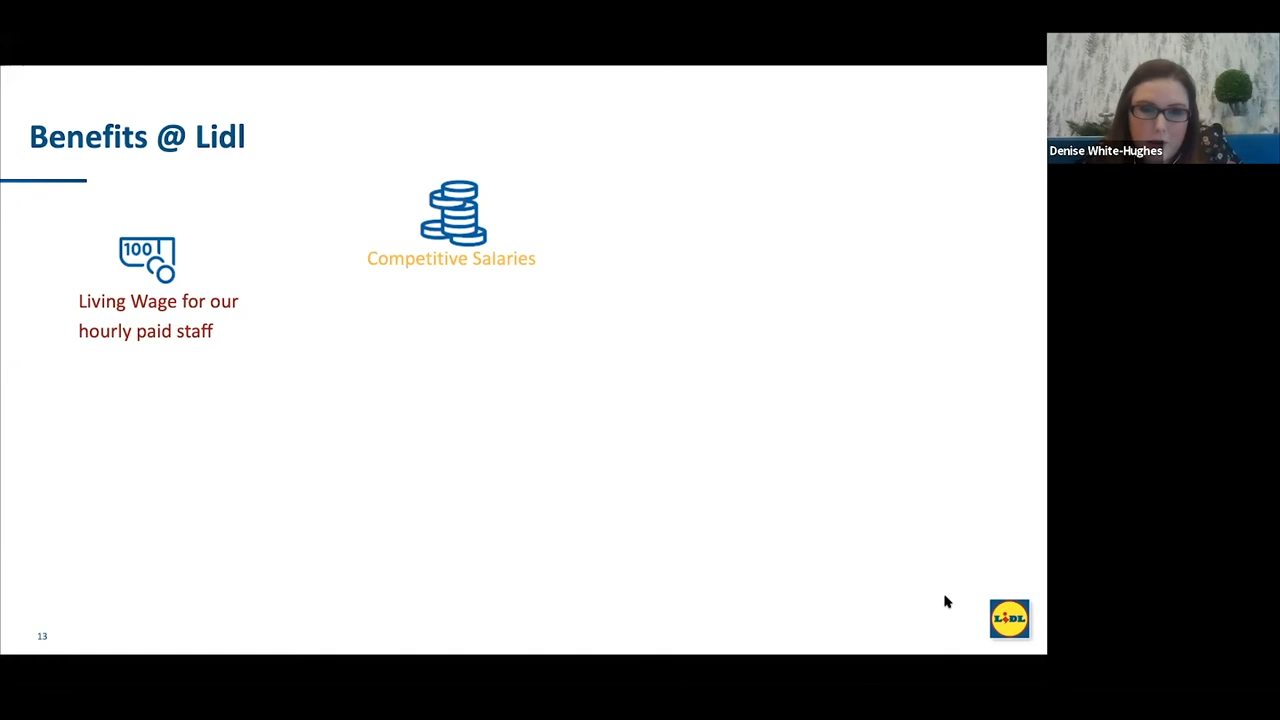 Benefits @ Lidl
Denise White-Hughes
100
Competitive Salaries
Living Wage for our
hourly paid staff
13
LIDL